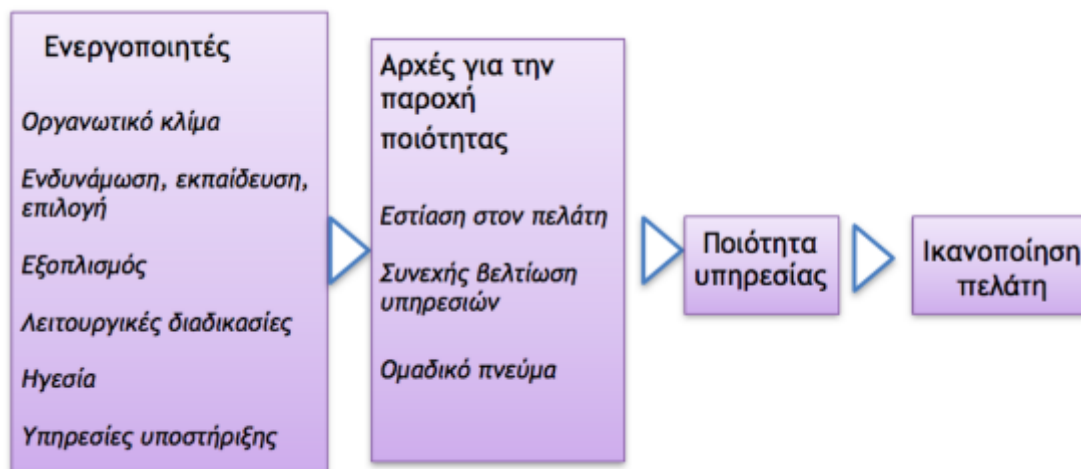 Ενεργοποιητές
Οργανωτικό κλίμα
Ενδυνάμωση, εκπαίδευση,
επιλογή
Εξοπλισμός
Λειτουργικές διαδικασίες
Ηγεσία
Υπηρεσίες υποστήριξης
Αρχές για την
παροχή
ποιότητας
Εστίαση στον πελάτη
Συνεχής βελτίωση
υπηρεσιών
Ομαδικό πνεύμα
Ποιότητα
υπηρεσίας
Ικανοποίηση
πελάτη